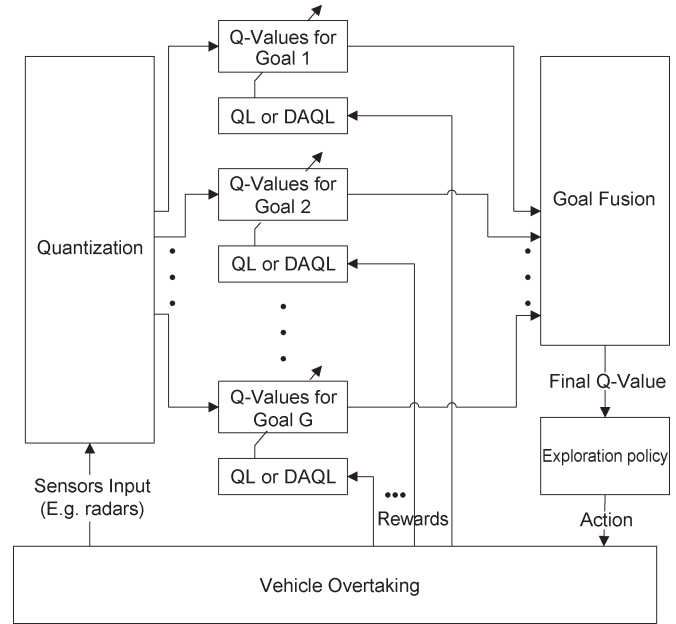 Q-Values for
Goal 1
QL or DAQL
Q-Values for
Goal 2
QL or DAQL
Quantization
Goal Fusion
Q-Values for
Goal G
QL or DAQL
Final Q-Value
Exploration policy
Sensors Input
(E.g. radars)
Rewards
Action
Vehicle Overtaking